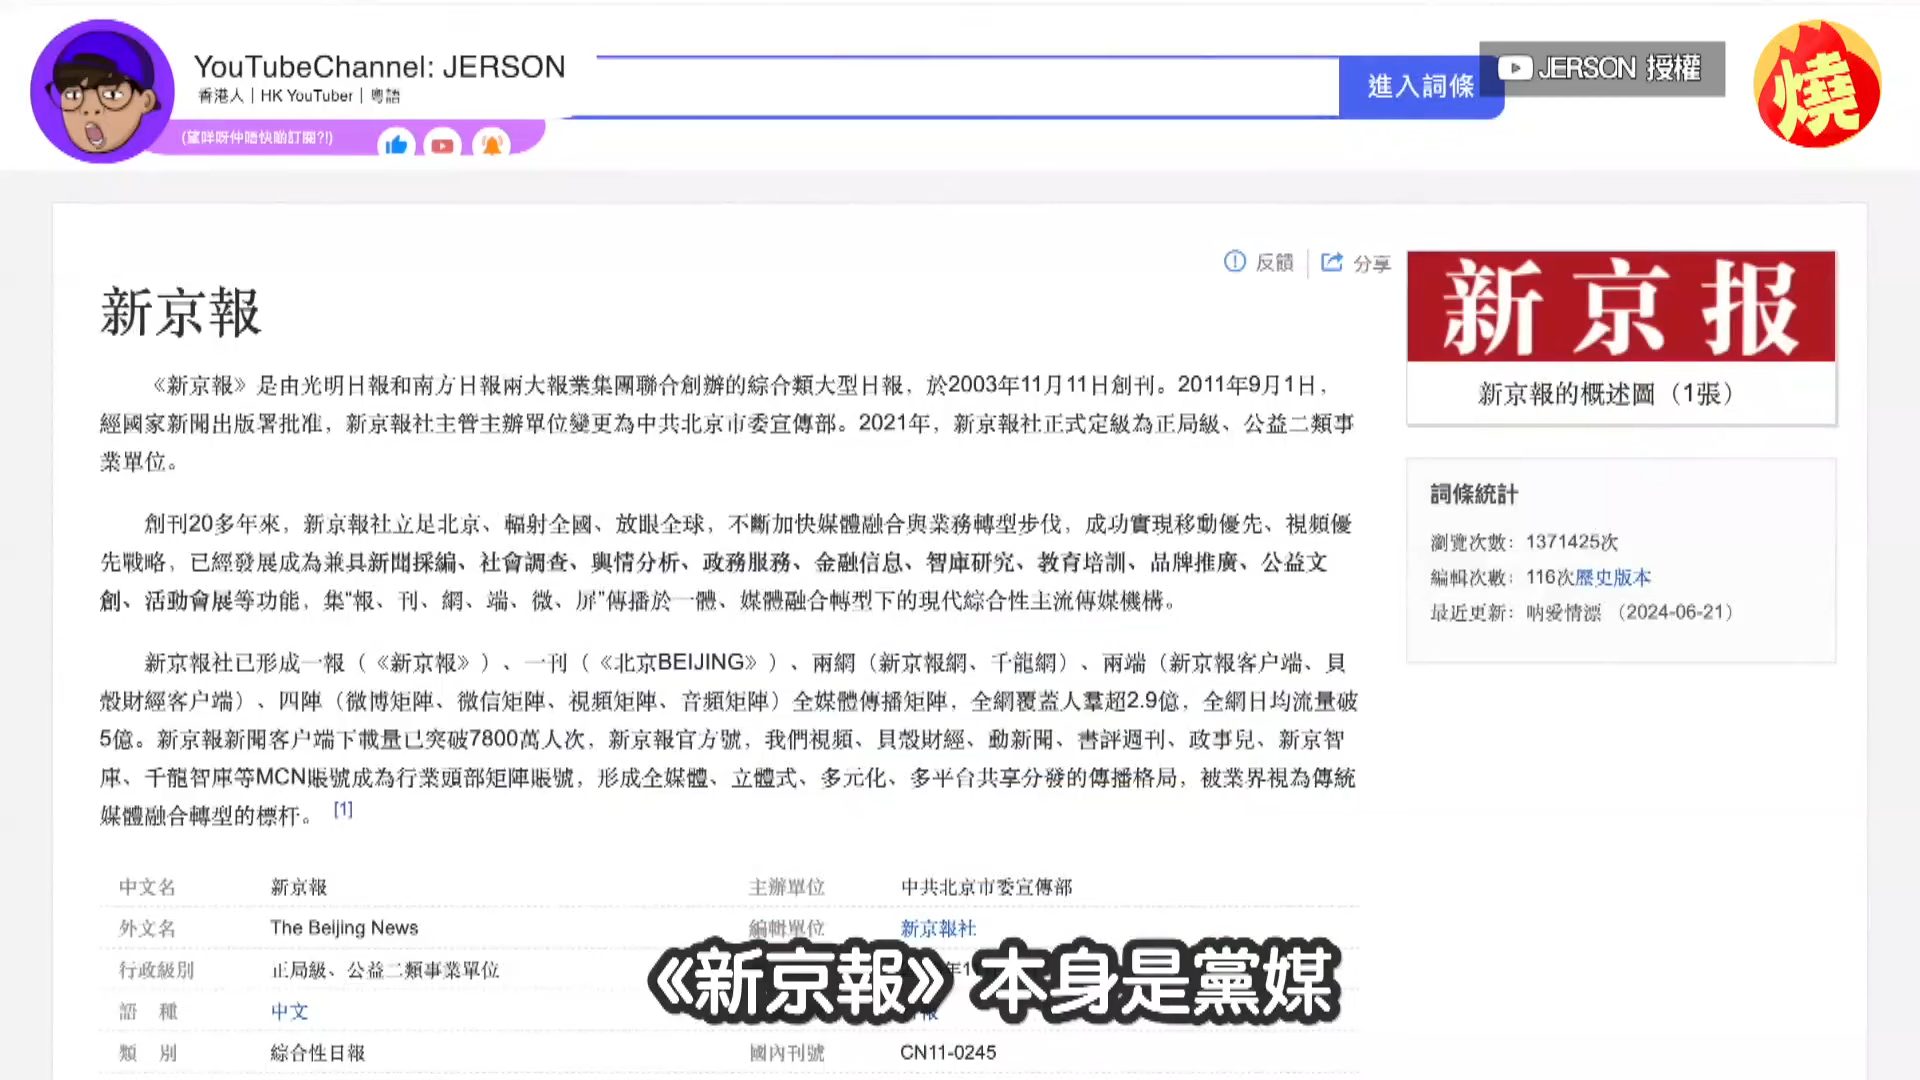 YouTubeChannel: JERSON
香港人 | HK YouTuber | 粵語
(望咩呀仲唔快啲訂閱?!)
進入詞條
JERSON 授權
燒
反饋
分享
新京報
《新京報》是由光明日報和南方日報兩大報業集團聯合創辦的綜合類大型日報，於2003年11月11日創刊。2011年9月1日，
經國家新聞出版署批准，新京報社主管主辦單位變更為中共北京市委宣傳部。2021年，新京報社正式定級為正局級、公益二類事
業單位。
創刊20多年來，新京報社立足北京、輻射全國、放眼全球，不斷加快媒體融合與業務轉型步伐，成功實現移動優先、視頻優
先戰略，已經發展成為兼具新聞採編、社會調查、輿情分析、政務服務、金融信息、智庫研究、教育培訓、品牌推廣、公益文
創、活動會展等功能，集"報、刊、網、端、微、屏"傳播於一體、媒體融合轉型下的現代綜合性主流傳媒機構。
新京報社已形成一報（《新京報》）、一刊（《北京BEIJING》）、兩網（新京報網、千龍網）、兩端（新京報客户端、貝
殼財經客户端）、四陣（微博矩陣、微信矩陣、視頻矩陣、音頻矩陣）全媒體傳播矩陣，全網覆蓋人羣超2.9億，全網日均流量破
5億。新京報新聞客户端下載量已突破7800萬人次，新京報官方號，我們視頻、貝殼財經、動新聞、書評週刊、政事兒、新京智
庫、千龍智庫等MCN賬號成為行業頭部矩陣賬號，形成全媒體、立體式、多元化、多平台共享分發的傳播格局，被業界視為傳統
媒體融合轉型的標杆。 [1]
新京报
新京報的概述圖（1張）
詞條統計
瀏覽次數：1371425次
編輯次數：116次歷史版本
最近更新：呐爱情漂 （2024-06-21）
中文名 新京報 主辦單位 中共北京市委宣傳部
外文名 The Beijing News 編輯單位 新京報社
行政級別 正局級、公益二類事業單位
語 種 中文
類 別 綜合性日報 國內刊號 CN11-0245
《新京報》本身是黨媒